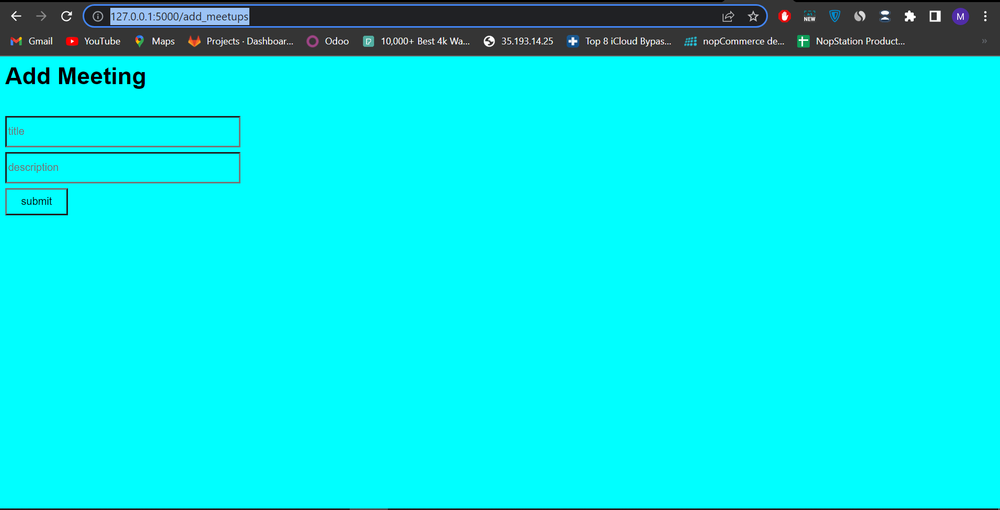 127.0.0.1:5000/add_meetups
NEW
M
Gmail YouTube Maps Projects · Dashboar... Odoo 10,000+ Best 4k Wa... 35.193.14.25 Top 8 iCloud Bypas... nopCommerce de... NopStation Product... »
Add Meeting
title
description
submit